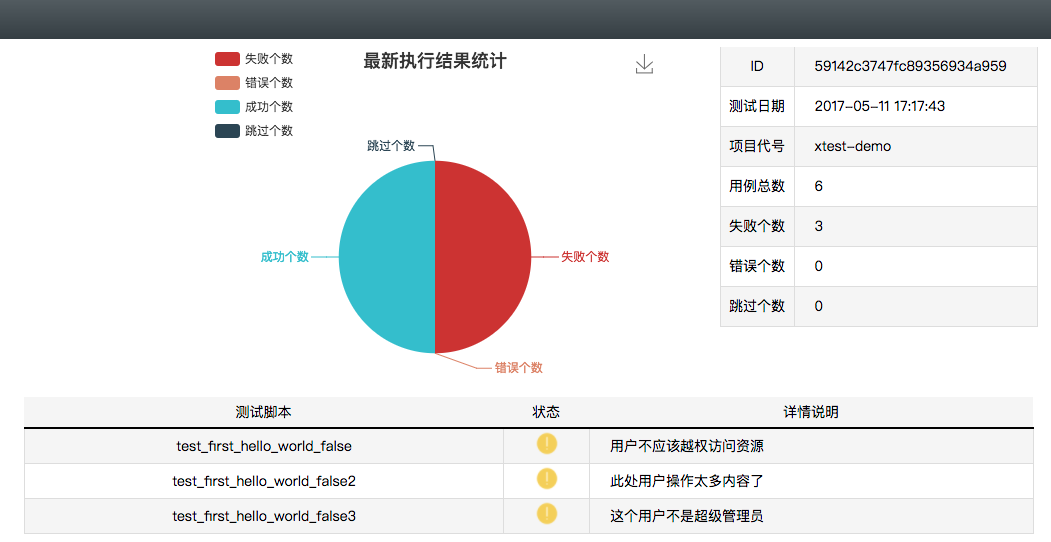 最新执行结果统计
失败个数
错误个数
成功个数
跳过个数
跳过个数
成功个数
失败个数
错误个数
ID 59142c3747fc89356934a959
测试日期 2017-05-11 17:17:43
项目代号 xtest-demo
用例总数 6
失败个数 3
错误个数 0
跳过个数 0
测试脚本 状态 详情说明
test_first_hello_world_false ! 用户不应该越权访问资源
test_first_hello_world_false2 ! 此处用户操作太多内容了
test_first_hello_world_false3 ! 这个用户不是超级管理员